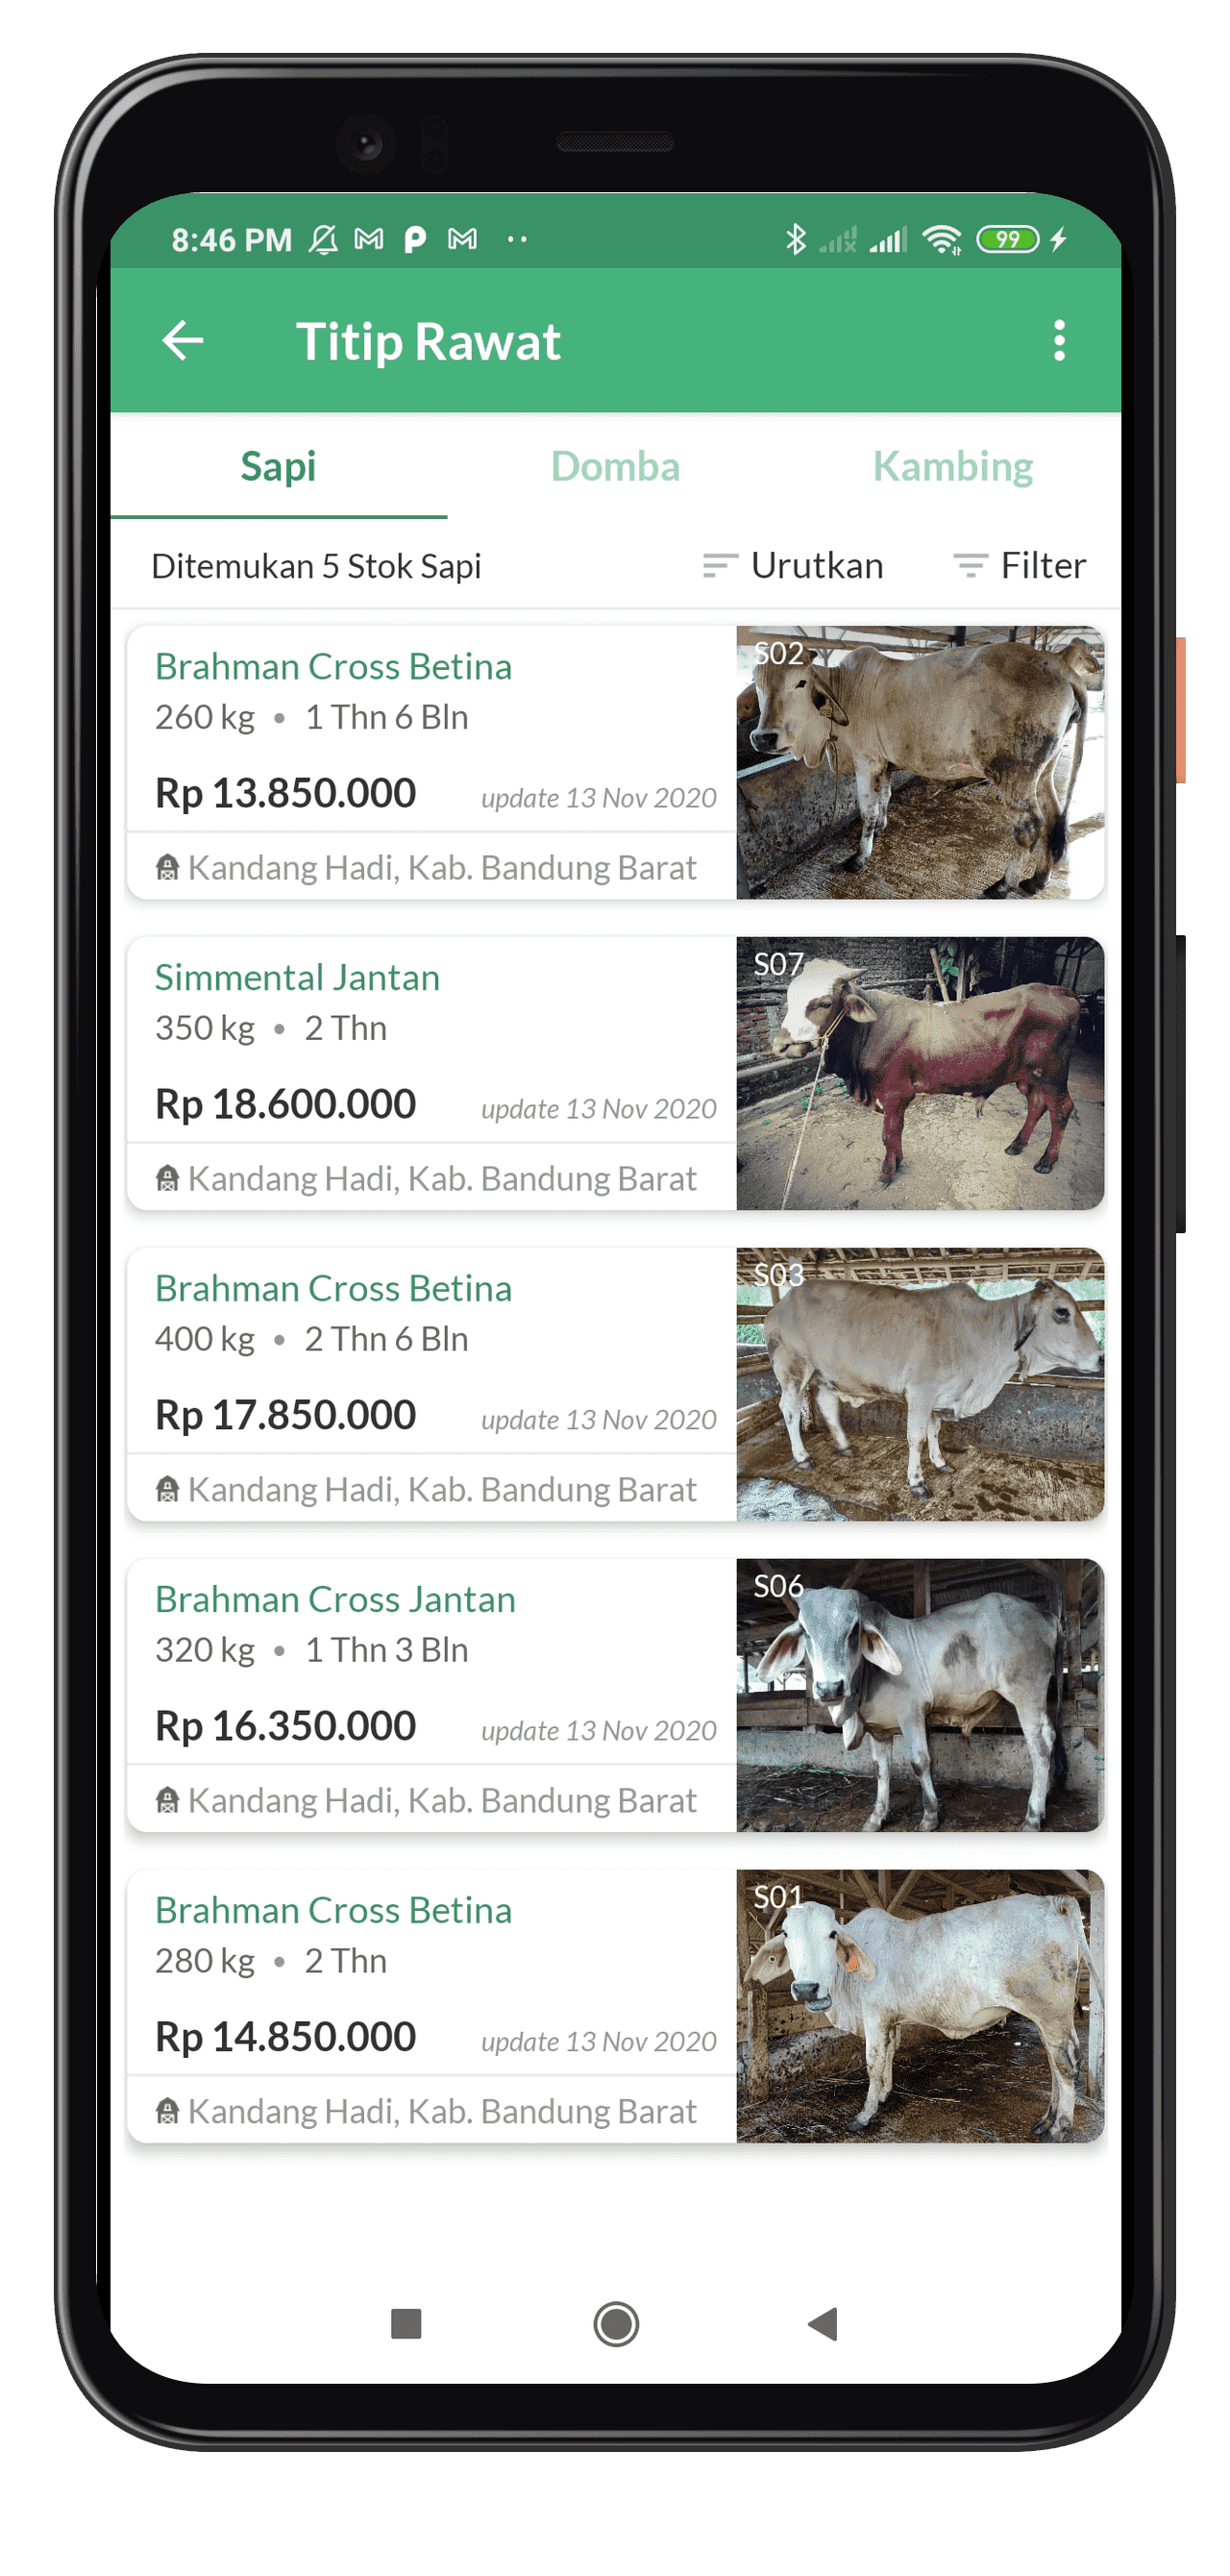 8:46 PM
99
Titip Rawat
Sapi Domba Kambing
Ditemukan 5 Stok Sapi Urutkan Filter
Brahman Cross Betina
S02
260 kg • 1 Thn 6 Bln
Rp 13.850.000 update 13 Nov 2020
Kandang Hadi, Kab. Bandung Barat
Simmental Jantan
S07
350 kg • 2 Thn
Rp 18.600.000 update 13 Nov 2020
Kandang Hadi, Kab. Bandung Barat
Brahman Cross Betina
S03
400 kg • 2 Thn 6 Bln
Rp 17.850.000 update 13 Nov 2020
Kandang Hadi, Kab. Bandung Barat
Brahman Cross Jantan
S06
320 kg • 1 Thn 3 Bln
Rp 16.350.000 update 13 Nov 2020
Kandang Hadi, Kab. Bandung Barat
Brahman Cross Betina
S01
280 kg • 2 Thn
Rp 14.850.000 update 13 Nov 2020
Kandang Hadi, Kab. Bandung Barat